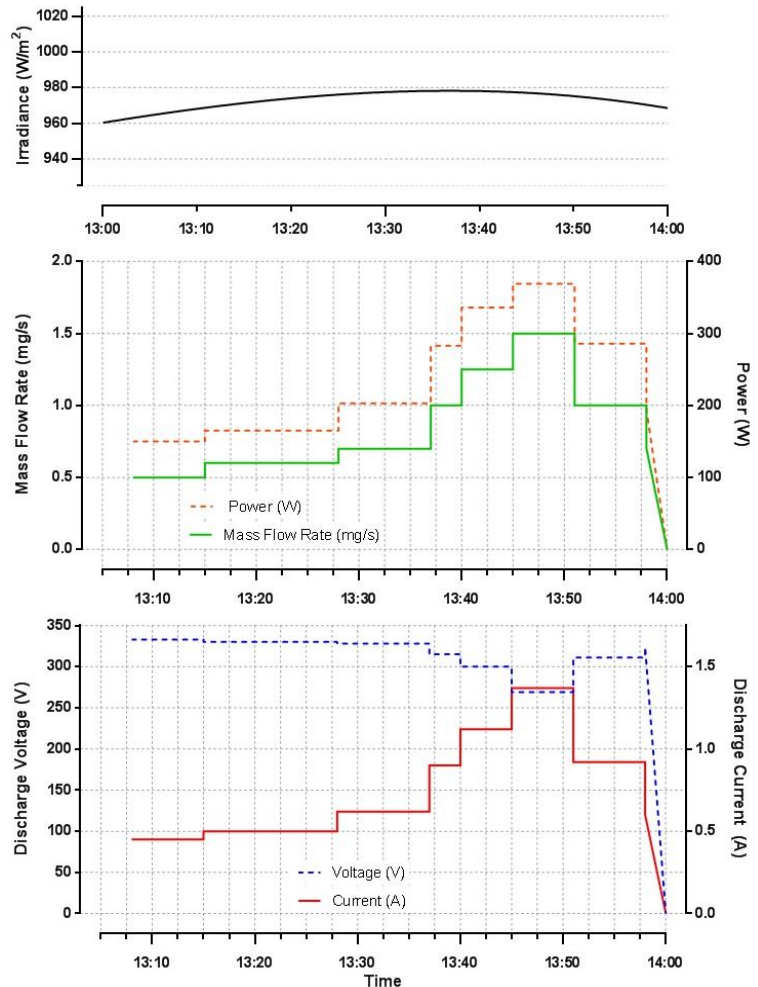 Irradiance (W/m²)
1020
1000
980
960
940
13:00 13:10 13:20 13:30 13:40 13:50 14:00
Mass Flow Rate (mg/s)
2.0
1.5
1.0
0.5
0.0
Power (W)
400
300
200
100
0
Power (W)
Mass Flow Rate (mg/s)
13:10 13:20 13:30 13:40 13:50 14:00
Discharge Voltage (V)
350
300
250
200
150
100
50
0
Discharge Current (A)
1.5
1.0
0.5
0.0
Voltage (V)
Current (A)
13:10 13:20 13:30 13:40 13:50 14:00
Time